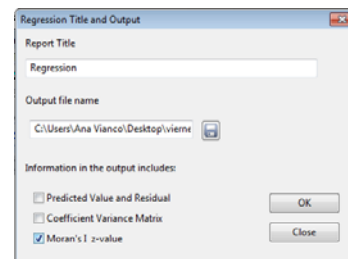 Regression Title and Output
Report Title
Regression
Output file name
C:\Users\Ana Vianco\Desktop\vierne
Information in the output includes:
Predicted Value and Residual
Coefficient Variance Matrix
Moran's I z-value
OK
Close